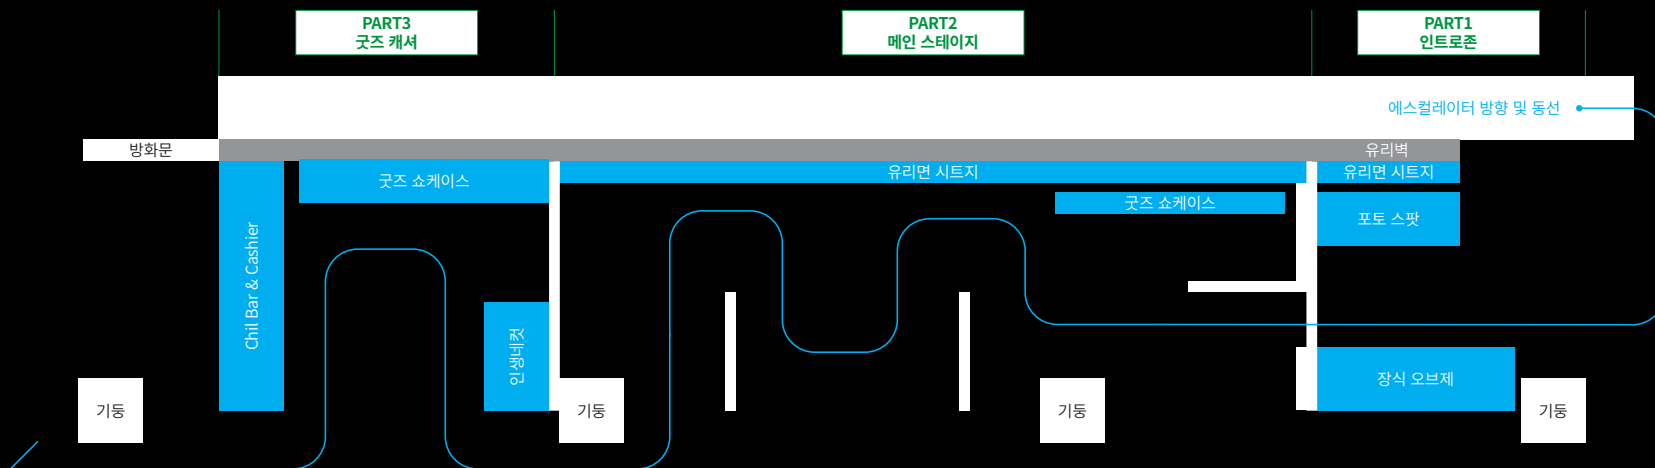 PART3
굿즈 캐셔
PART2
메인 스테이지
PART1
인트로존
에스컬레이터 방향 및 동선
방화문
유리벽
굿즈 쇼케이스
유리면 시트지
유리면 시트지
굿즈 쇼케이스
포토 스팟
Chil Bar & Cashier
인생네컷
장식 오브제
기둥
기둥
기둥
기둥